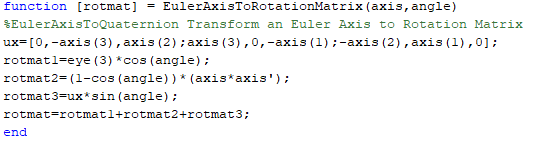 function [rotmat] = EulerAxisToRotationMatrix(axis,angle)
%EulerAxisToQuaternion Transform an Euler Axis to Rotation Matrix
ux=[0,-axis(3),axis(2);axis(3),0,-axis(1);-axis(2),axis(1),0];
rotmat1=eye(3)*cos(angle);
rotmat2=(1-cos(angle))*(axis*axis');
rotmat3=ux*sin(angle);
rotmat=rotmat1+rotmat2+rotmat3;
end